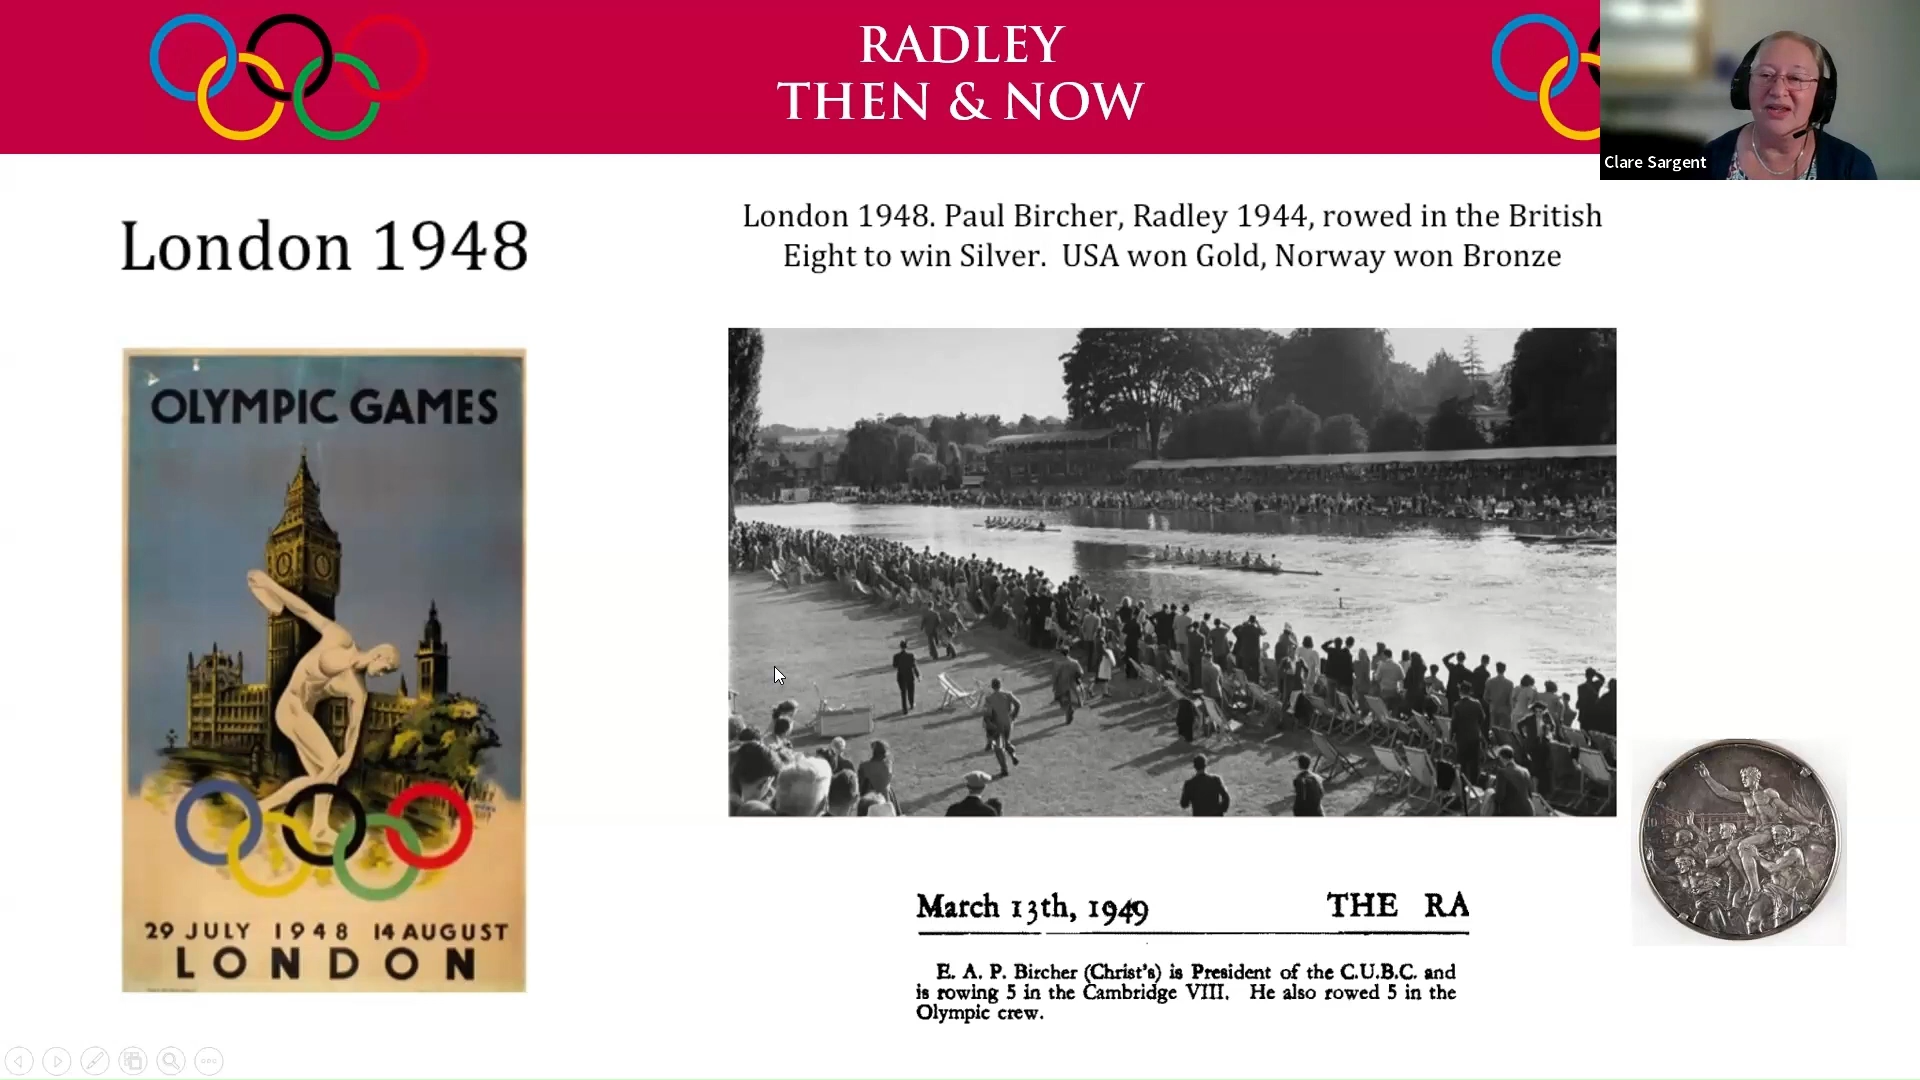 RADLEY
THEN & NOW
Clare Sargent
London 1948
London 1948. Paul Bircher, Radley 1944, rowed in the British
Eight to win Silver.  USA won Gold, Norway won Bronze
OLYMPIC GAMES
29 JULY 1948 14 AUGUST
LONDON
March 13th, 1949 THE RA
E. A. P. Bircher (Christ's) is President of the C.U.B.C. and
is rowing 5 in the Cambridge VIII. He also rowed 5 in the
Olympic crew.